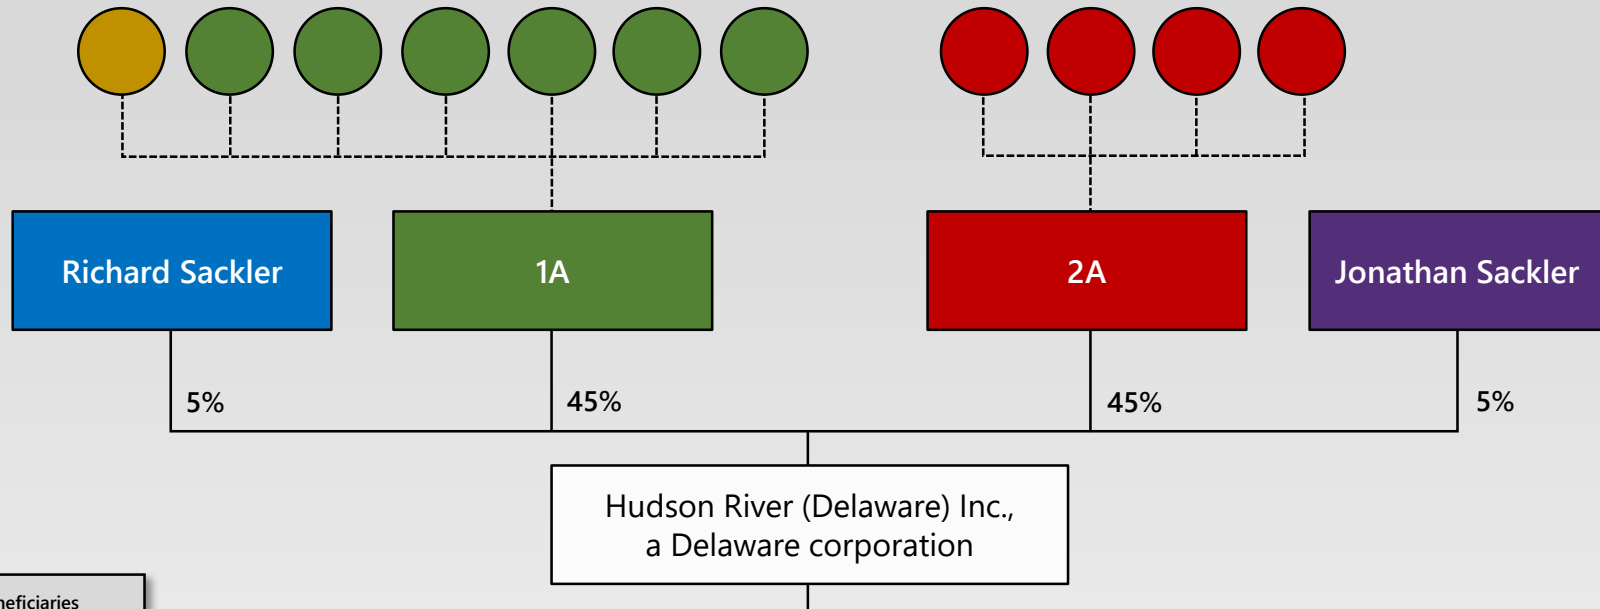 Richard Sackler
1A
2A
Jonathan Sackler
5%
45%
45%
5%
Hudson River (Delaware) Inc.,
a Delaware corporation